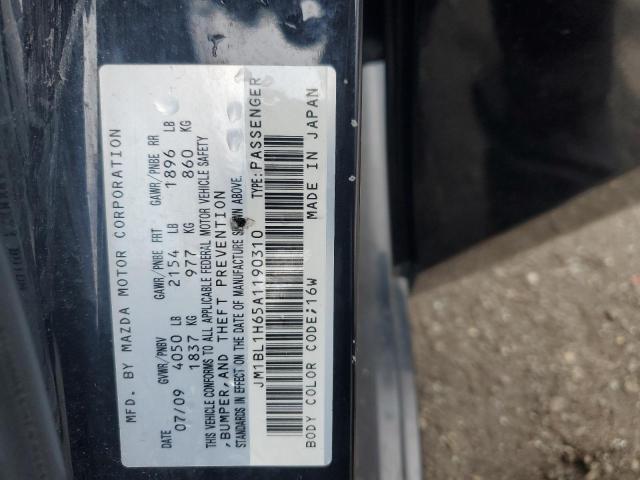 MFD. BY MAZDA MOTOR CORPORATION
GVWR/PNBV GAWR/PNBE FRT GAWR/PNBE RR
DATE 4050 LB 2154 LB 1896 LB
07/09 1837 KG 977 KG 860 KG
THIS VEHICLE CONFORMS TO ALL APPLICABLE FEDERAL MOTOR VEHICLE SAFETY
,BUMPER,AND THEFT PREVENTION
STANDARDS IN EFFECT ON THE DATE OF MANUFACTURE SHOWN ABOVE.
JM1BL1H65A1190310 TYPE:PASSENGER
BODY COLOR CODE;16W MADE IN JAPAN